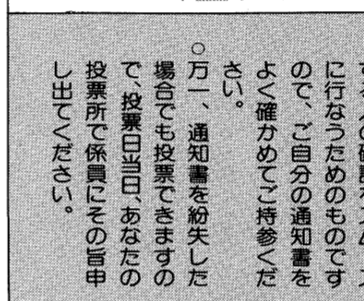 に行なうためのものです
ので、ご自分の通知書を
よく確かめてご持参くだ
さい。
○万一、通知書を紛失した
場合でも投票できますの
で、投票日当日、あなたの
投票所で係員にその旨申
し出てください。